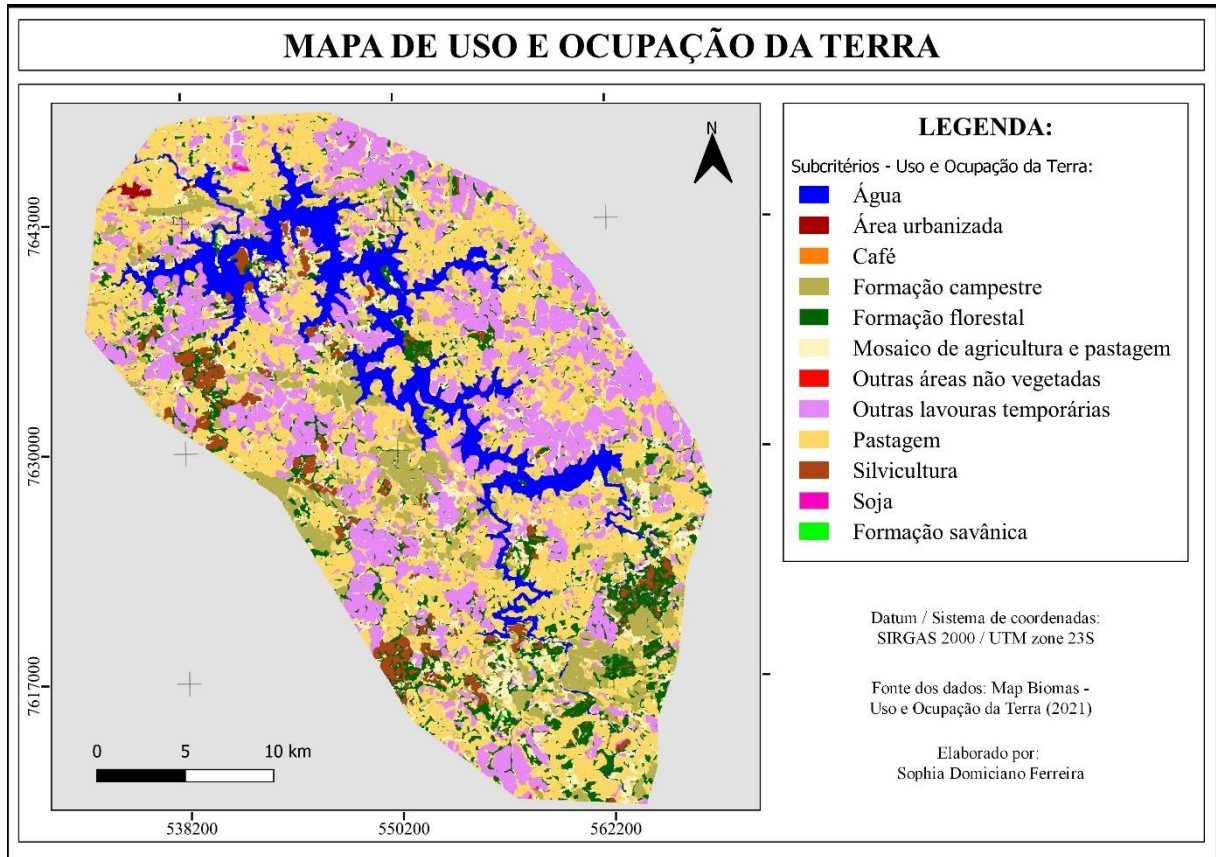 MAPA DE USO E OCUPAÇÃO DA TERRA
N
7643000
7630000
7617000
0 5 10 km
538200 550200 562200
LEGENDA:
Subcritérios - Uso e Ocupação da Terra:
Água
Área urbanizada
Café
Formação campestre
Formação florestal
Mosaico de agricultura e pastagem
Outras áreas não vegetadas
Outras lavouras temporárias
Pastagem
Silvicultura
Soja
Formação savânica
Datum / Sistema de coordenadas:
SIRGAS 2000 / UTM zone 23S
Fonte dos dados: Map Biomas -
Uso e Ocupação da Terra (2021)
Elaborado por:
Sophia Domiciano Ferreira